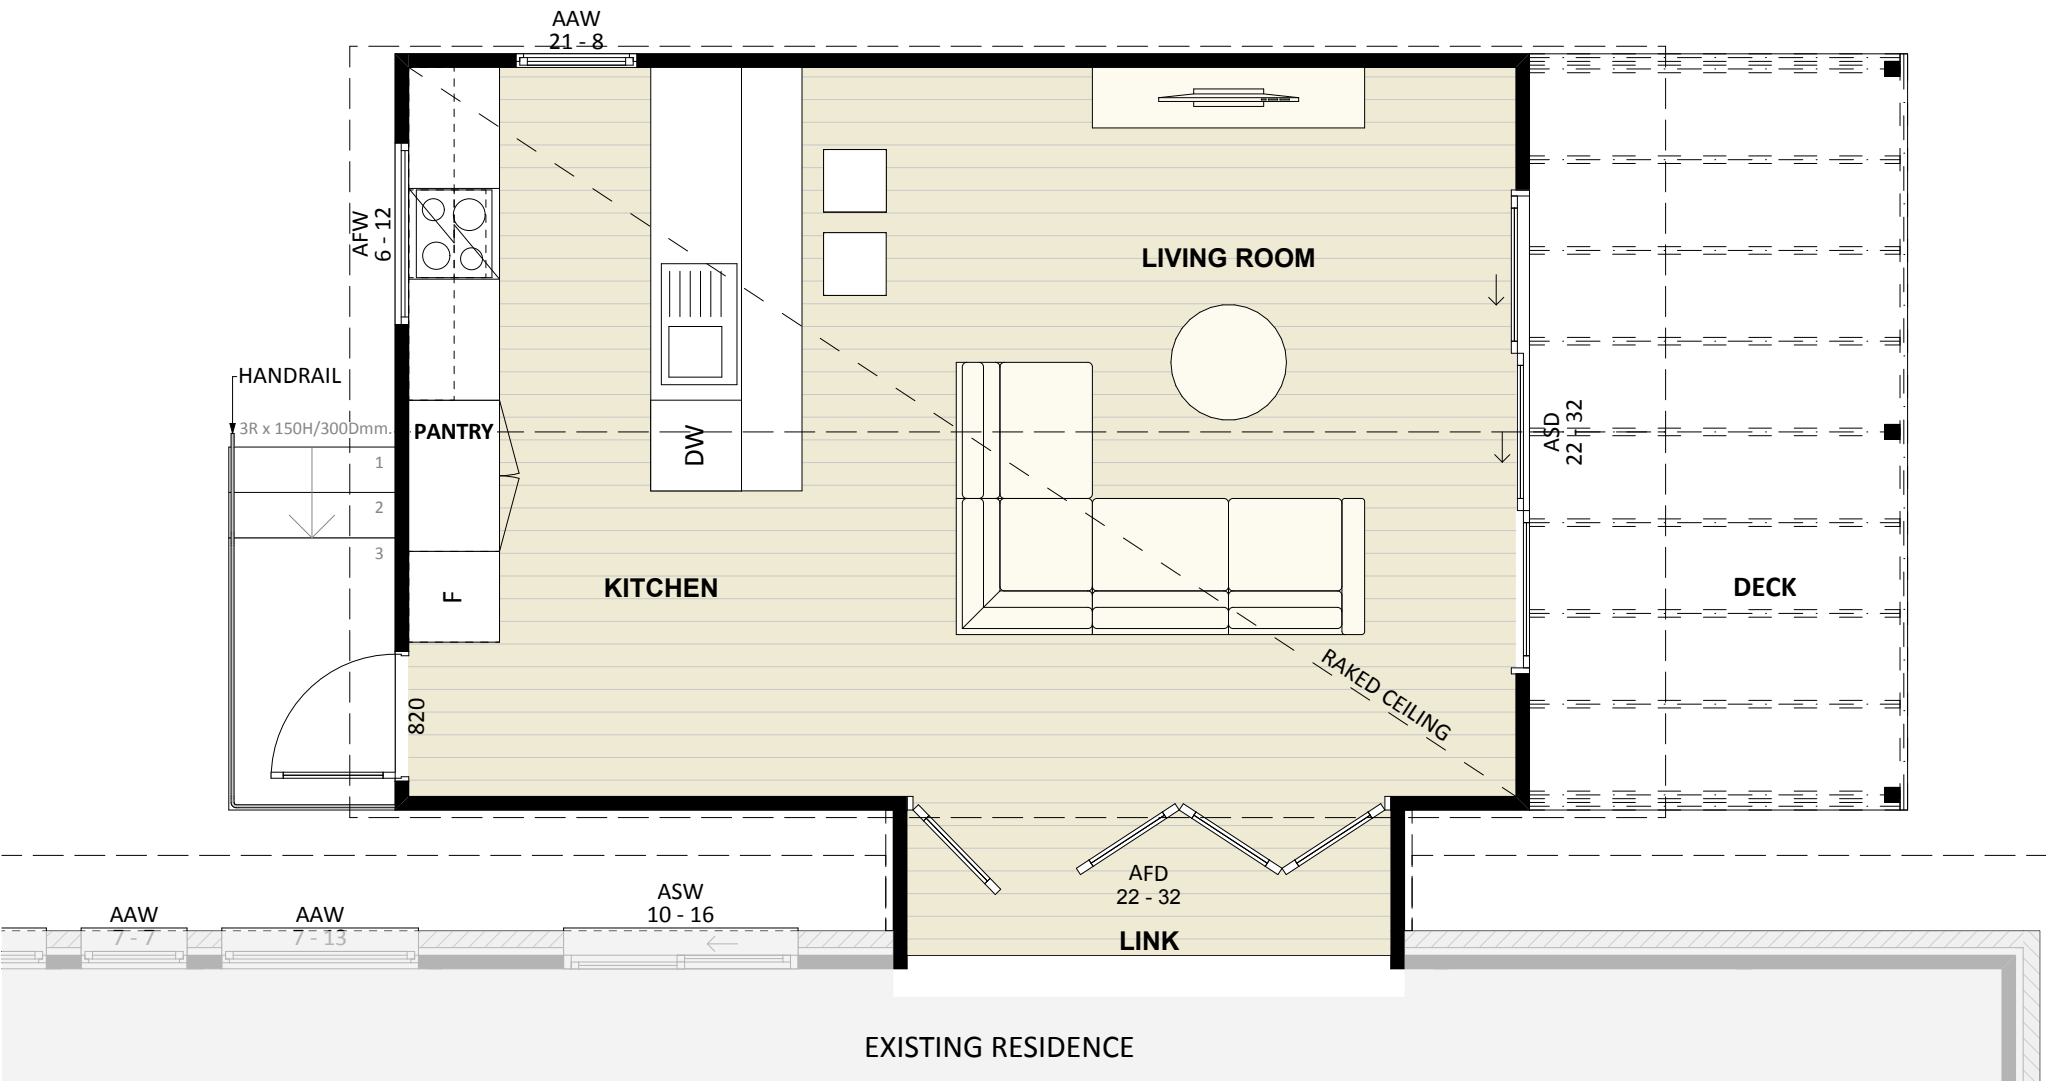 AAW
21 - 8
AFW
6 - 12
LIVING ROOM
HANDRAIL
3R x 150H/300Dmm.
PANTRY
DW
ASD
22 - 32
1
2
3
F
KITCHEN
DECK
RAKED CEILING
820
AFD
22 - 32
LINK
AAW
7 - 7
AAW
7 - 13
ASW
10 - 16
EXISTING RESIDENCE